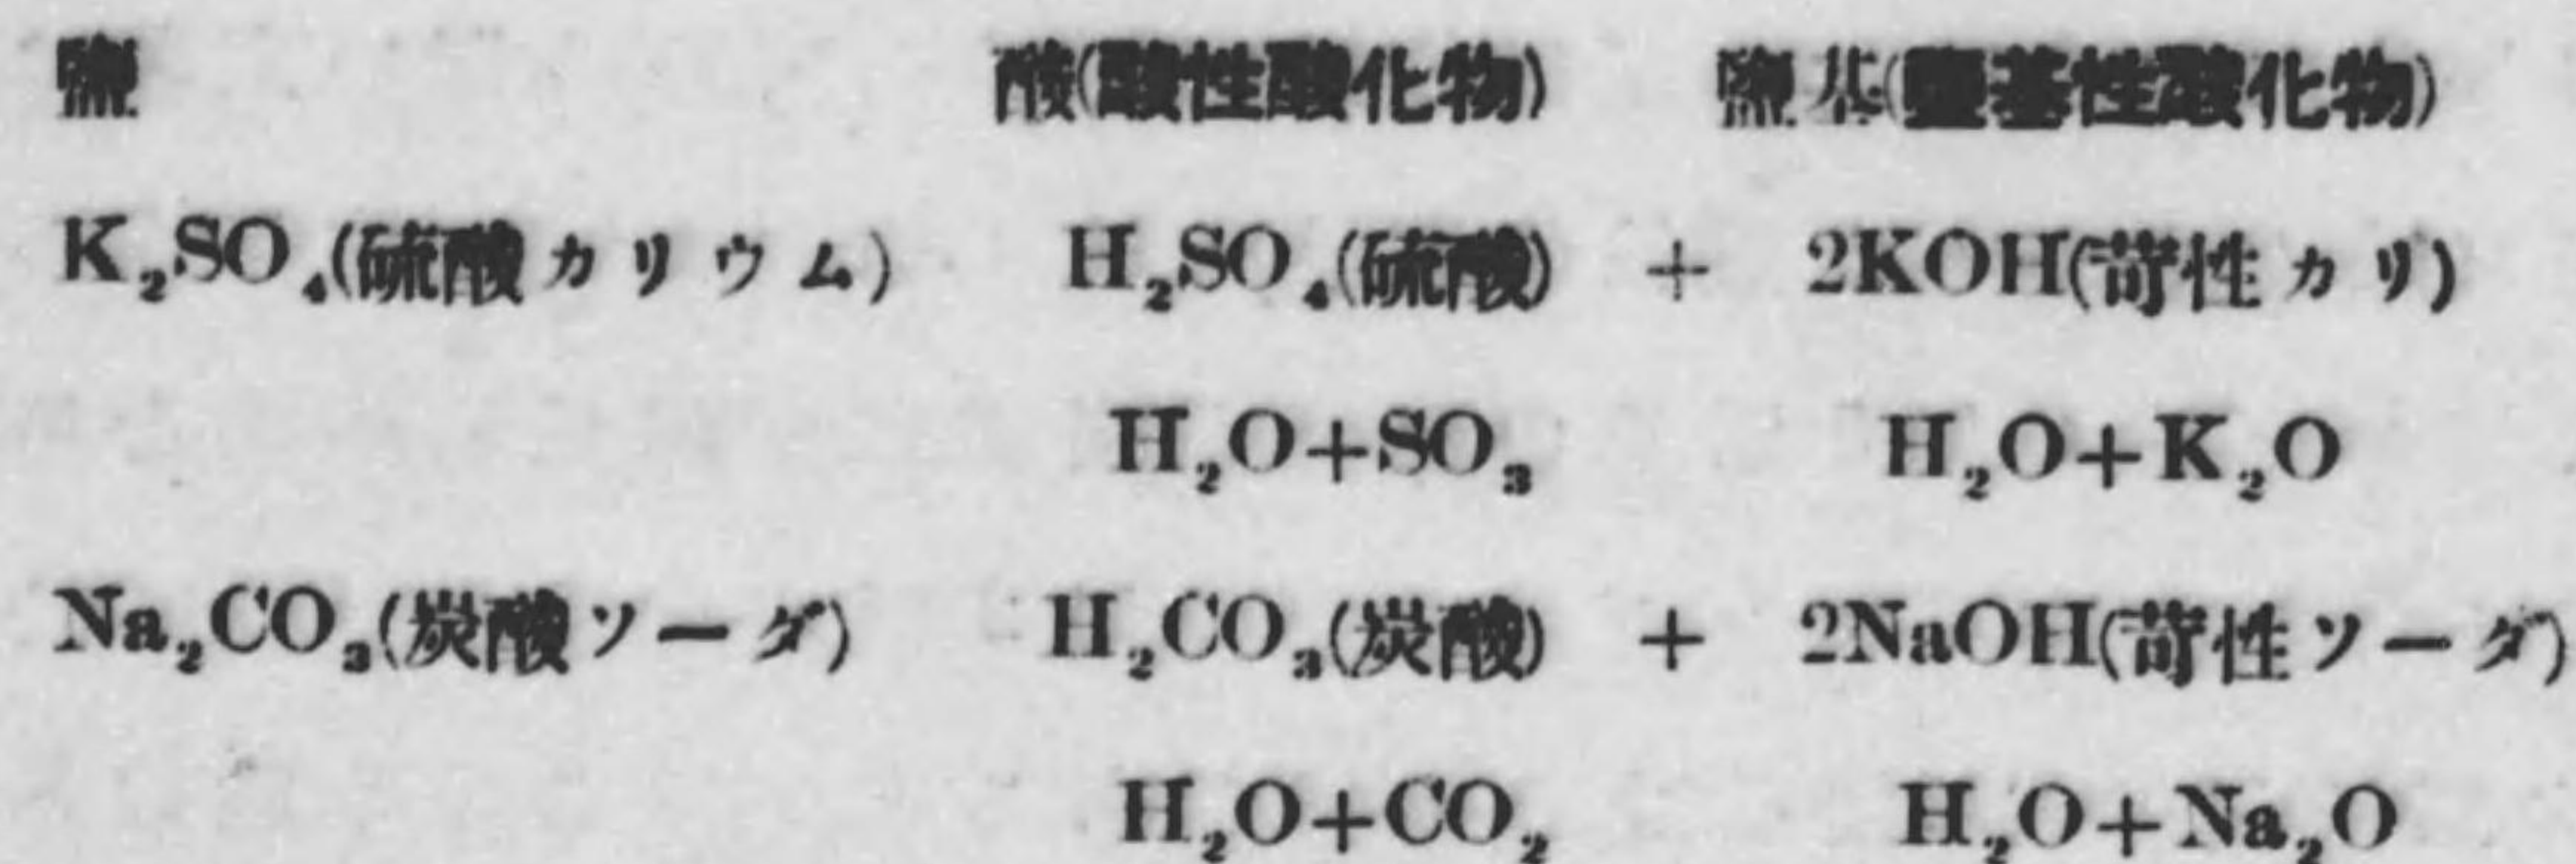 鹽 酸(酸性酸化物) 鹽基(鹽基性酸化物)
K₂SO₄(硫酸カリウム) H₂SO₄(硫酸) + 2KOH(苛性カリ)
H₂O+SO₃ H₂O+K₂O
Na₂CO₃(炭酸ソーダ) H₂CO₃(炭酸) + 2NaOH(苛性ソーダ)
H₂O+CO₂ H₂O+Na₂O